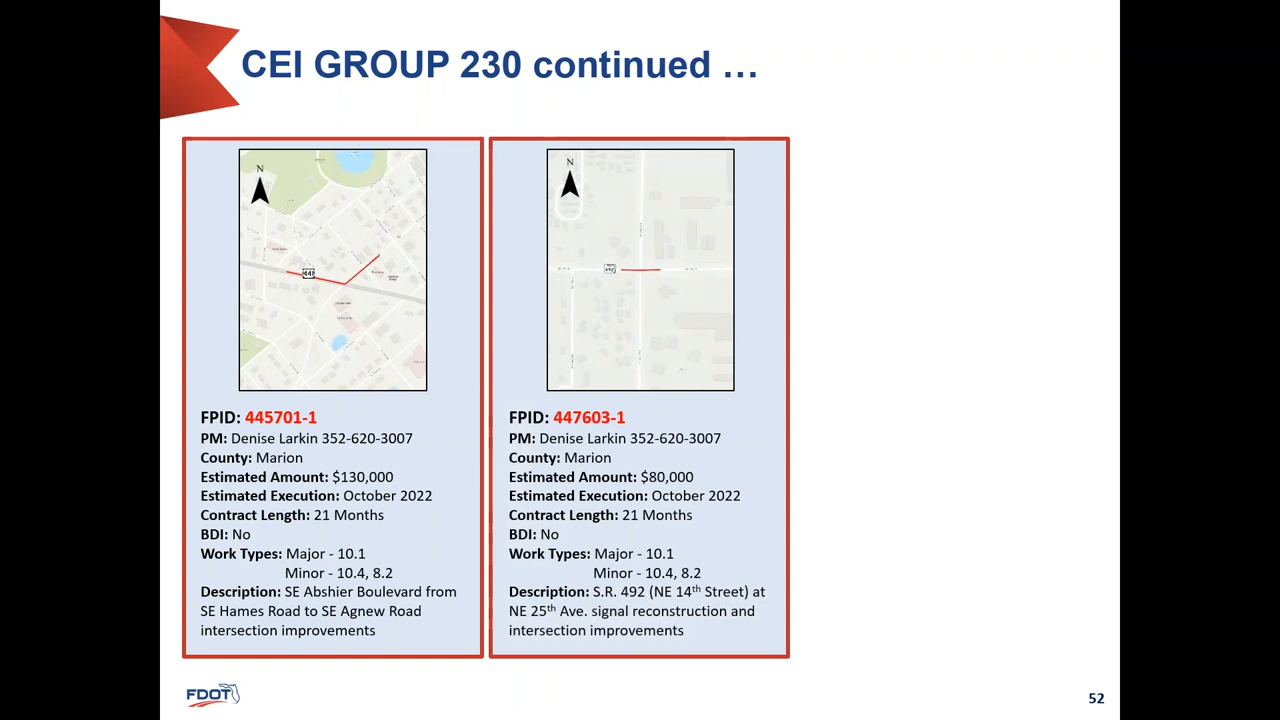 CEI GROUP 230 continued …
N
441
FPID: 445701-1
PM: Denise Larkin 352-620-3007
County: Marion
Estimated Amount: $130,000
Estimated Execution: October 2022
Contract Length: 21 Months
BDI: No
Work Types: Major - 10.1
Minor - 10.4, 8.2
Description: SE Abshier Boulevard from
SE Hames Road to SE Agnew Road
intersection improvements
N
492
FPID: 447603-1
PM: Denise Larkin 352-620-3007
County: Marion
Estimated Amount: $80,000
Estimated Execution: October 2022
Contract Length: 21 Months
BDI: No
Work Types: Major - 10.1
Minor - 10.4, 8.2
Description: S.R. 492 (NE 14th Street) at
NE 25th Ave. signal reconstruction and
intersection improvements
FDOT
52